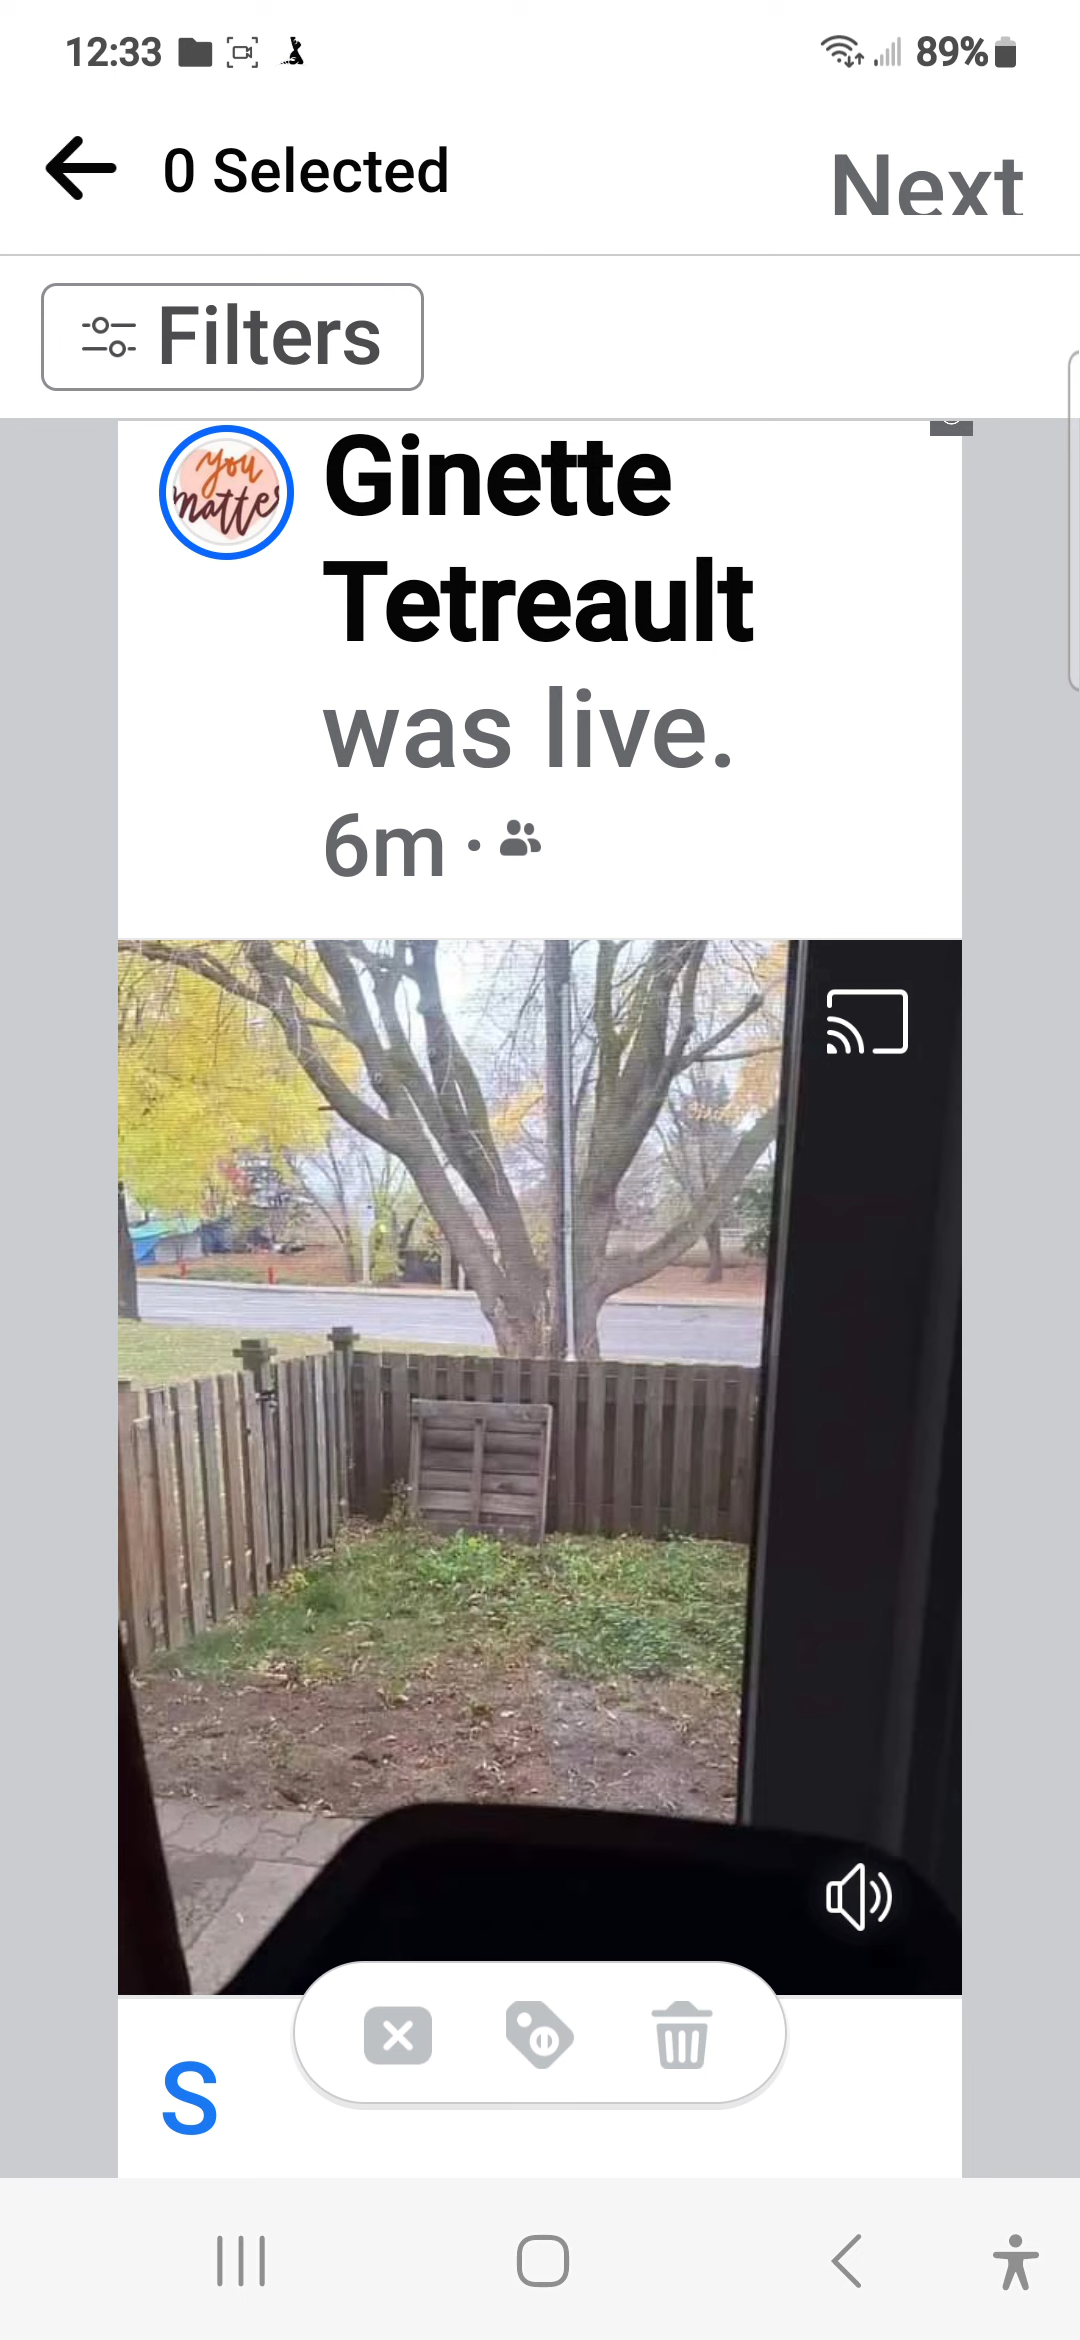 12:33
89%
0 Selected
Next
Filters
you
matter
Ginette
Tetreault
was live.
6m ·
S